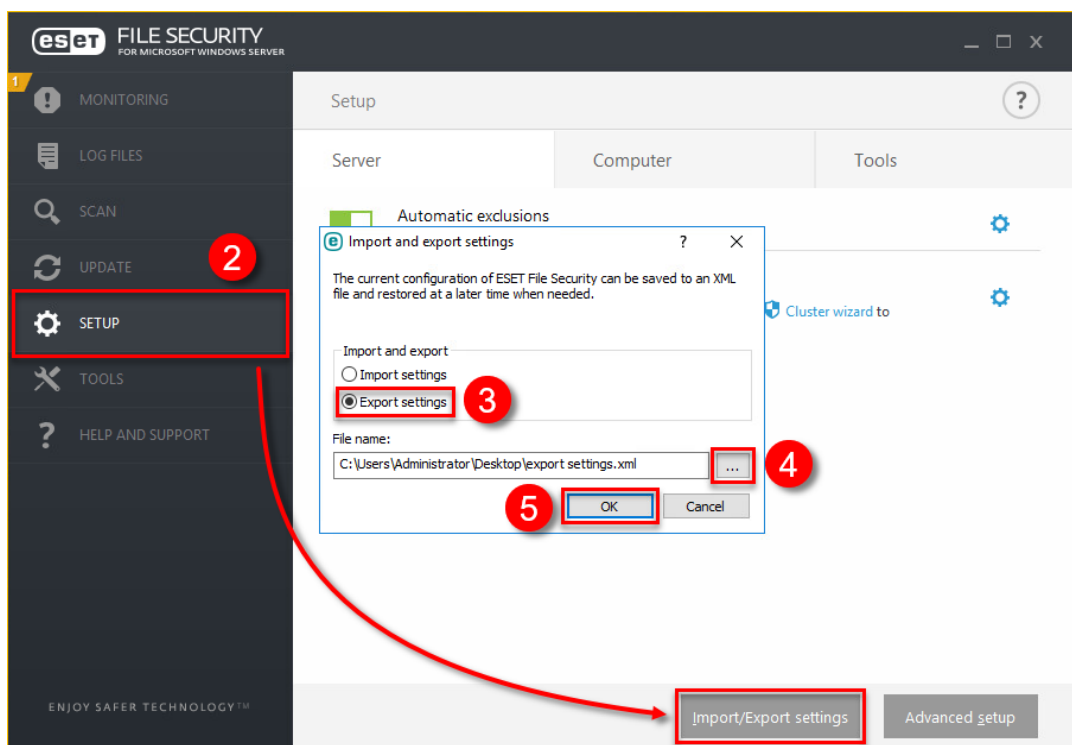 eset FILE SECURITY
FOR MICROSOFT WINDOWS SERVER
1
MONITORING
LOG FILES
SCAN
UPDATE
2
SETUP
TOOLS
HELP AND SUPPORT
ENJOY SAFER TECHNOLOGY™
Setup
?
Server Computer Tools
Automatic exclusions
Cluster wizard to
e Import and export settings ?
The current configuration of ESET File Security can be saved to an XML
file and restored at a later time when needed.
Import and export
Import settings
Export settings
3
File name:
C:\Users\Administrator\Desktop\export settings.xml
...
4
5
OK Cancel
Import/Export settings Advanced setup